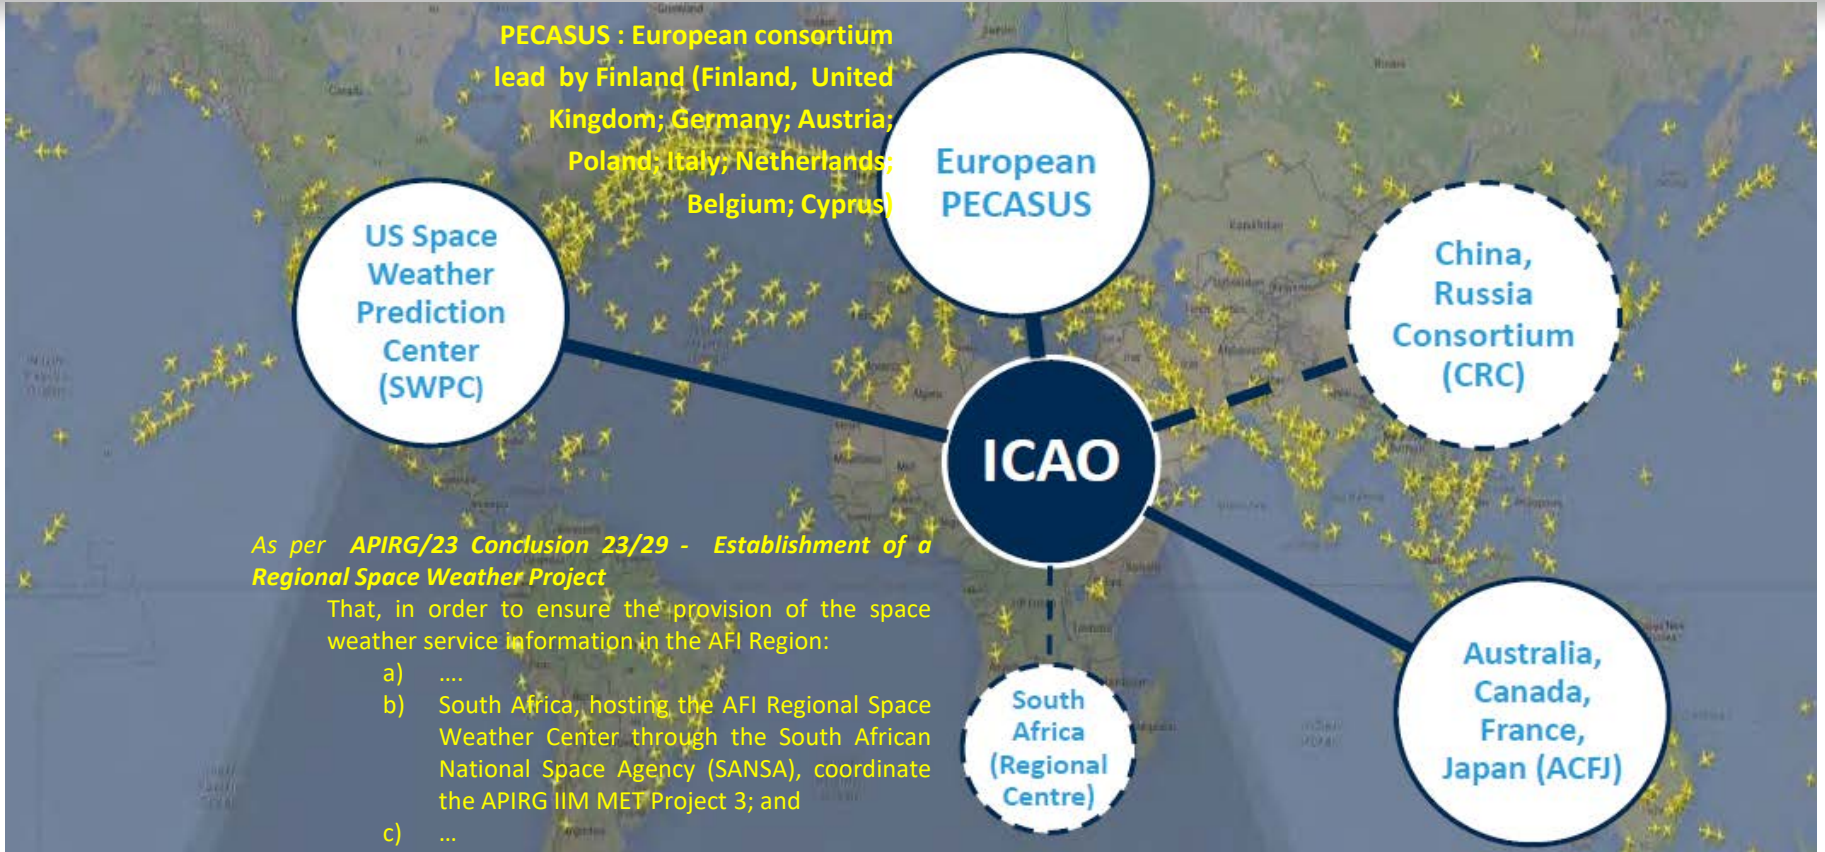 PECASUS : European consortium
lead by Finland (Finland, United
Kingdom; Germany; Austria;
Poland; Italy; Netherlands;
Belgium; Cyprus)
European
PECASUS
US Space
Weather
Prediction
Center
(SWPC)
China,
Russia
Consortium
(CRC)
ICAO
As per APIRG/23 Conclusion 23/29 - Establishment of a
Regional Space Weather Project
That, in order to ensure the provision of the space
weather service information in the AFI Region:
a) ....
b) South Africa, hosting the AFI Regional Space
Weather Center through the South African
National Space Agency (SANSA), coordinate
the APIRG IIM MET Project 3; and
c) ...
South
Africa
(Regional
Centre)
Australia,
Canada,
France,
Japan (ACFJ)
Canada
Kazakhstan
Algeria